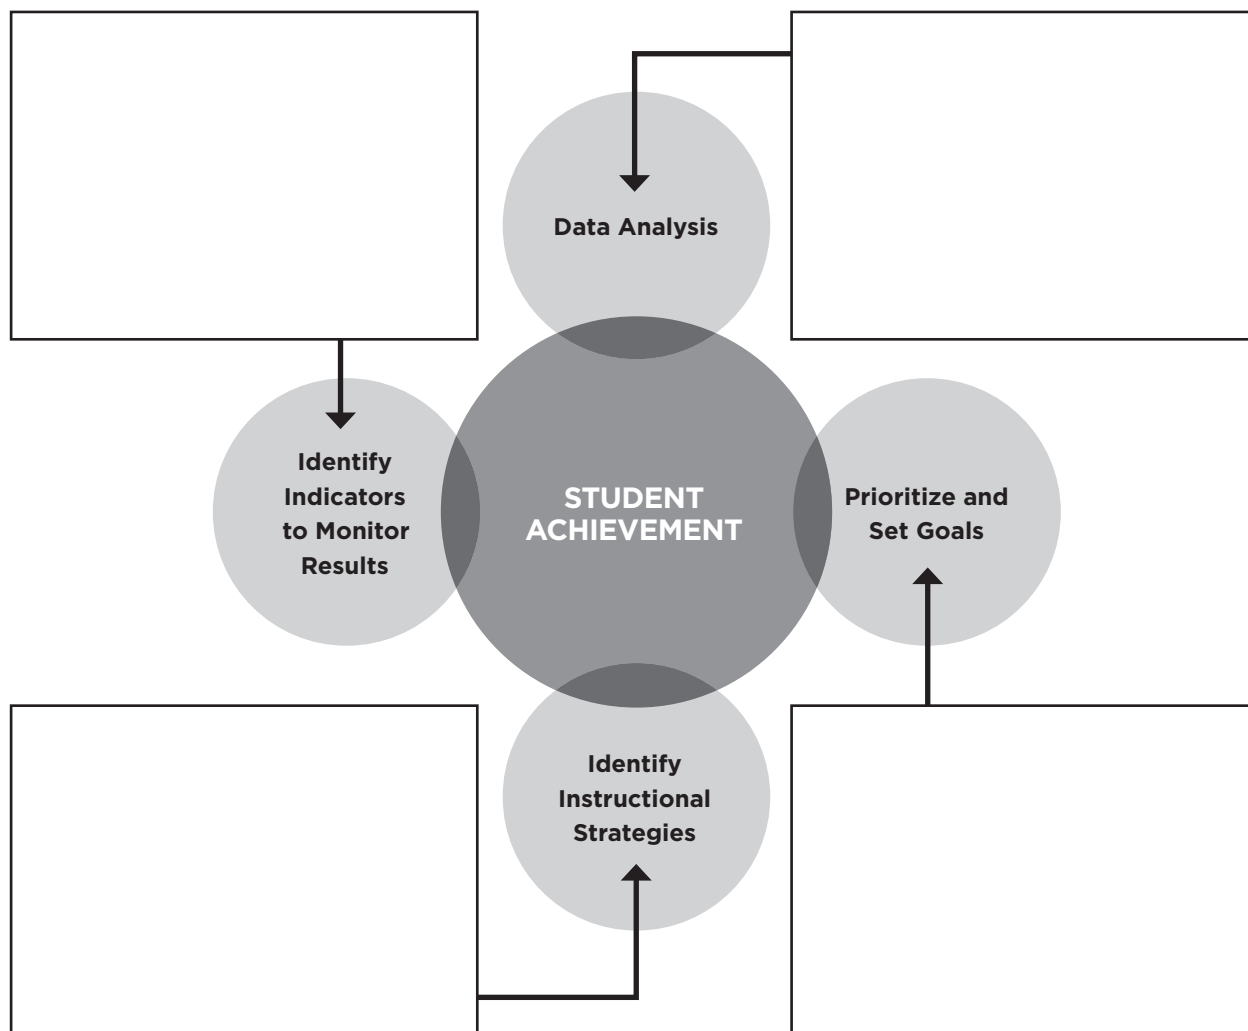 Data Analysis
Identify
Indicators
to Monitor
Results
STUDENT
ACHIEVEMENT
Prioritize and
Set Goals
Identify
Instructional
Strategies